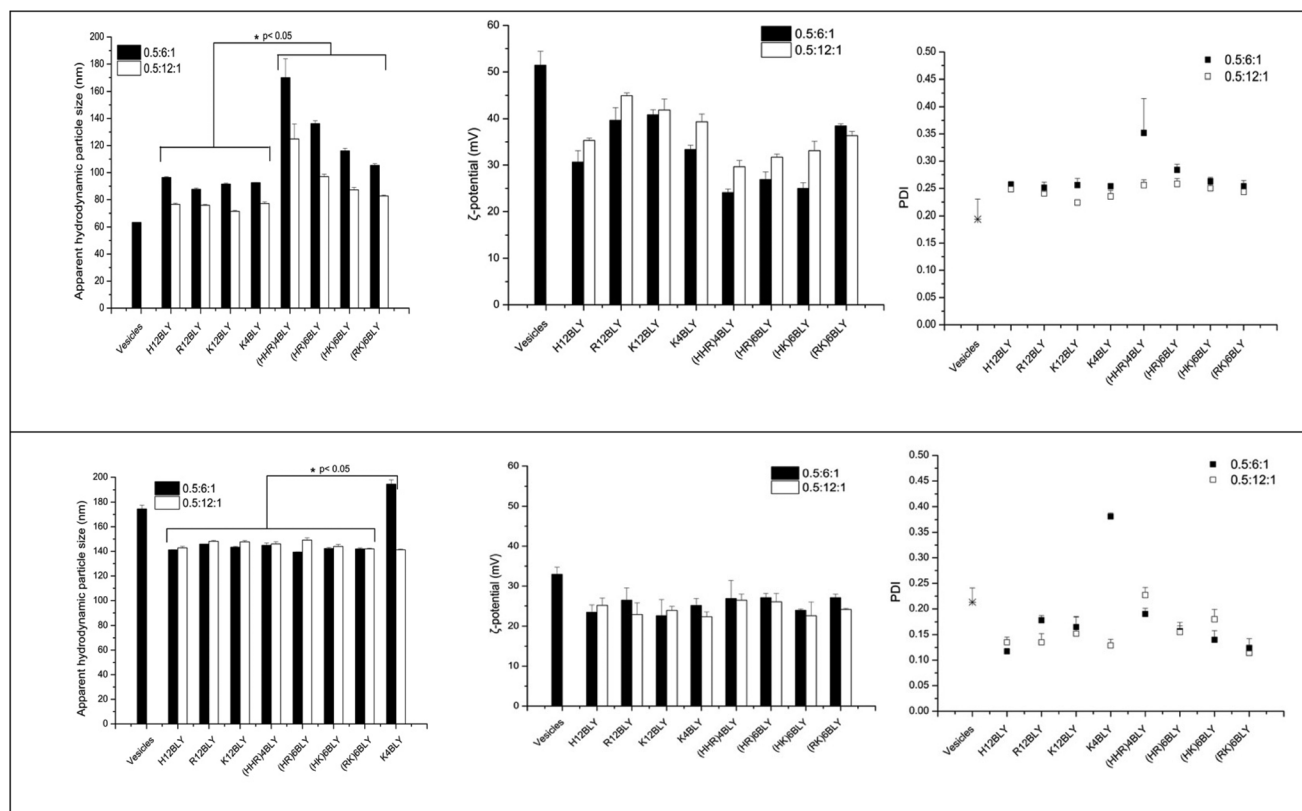 200
180
160
140
120
100
80
60
40
20
0
Apparent hydrodynamic particle size (nm)
0.5:6:1
0.5:12:1
* p< 0.05
Vesicles
H12BLY
R12BLY
K12BLY
K4BLY
(HHR)4BLY
(HR)6BLY
(HK)6BLY
(RK)6BLY
60
50
40
30
20
10
0
ζ-potential (mV)
0.5:6:1
0.5:12:1
Vesicles
H12BLY
R12BLY
K12BLY
K4BLY
(HHR)4BLY
(HR)6BLY
(HK)6BLY
(RK)6BLY
0.50
0.45
0.40
0.35
0.30
0.25
0.20
0.15
0.10
0.05
0.00
PDI
0.5:6:1
0.5:12:1
Vesicles
H12BLY
R12BLY
K12BLY
K4BLY
(HHR)4BLY
(HR)6BLY
(HK)6BLY
(RK)6BLY
200
180
160
140
120
100
80
60
40
20
0
Apparent hydrodynamic particle size (nm)
0.5:6:1
0.5:12:1
* p< 0.05
Vesicles
H12BLY
R12BLY
K12BLY
(HHR)4BLY
(HR)6BLY
(HK)6BLY
(RK)6BLY
K4BLY
60
50
40
30
20
10
0
ζ-potential (mV)
0.5:6:1
0.5:12:1
Vesicles
H12BLY
R12BLY
K12BLY
K4BLY
(HHR)4BLY
(HR)6BLY
(HK)6BLY
(RK)6BLY
0.50
0.45
0.40
0.35
0.30
0.25
0.20
0.15
0.10
0.05
0.00
PDI
0.5:6:1
0.5:12:1
Vesicles
H12BLY
R12BLY
K12BLY
K4BLY
(HHR)4BLY
(HR)6BLY
(HK)6BLY
(RK)6BLY